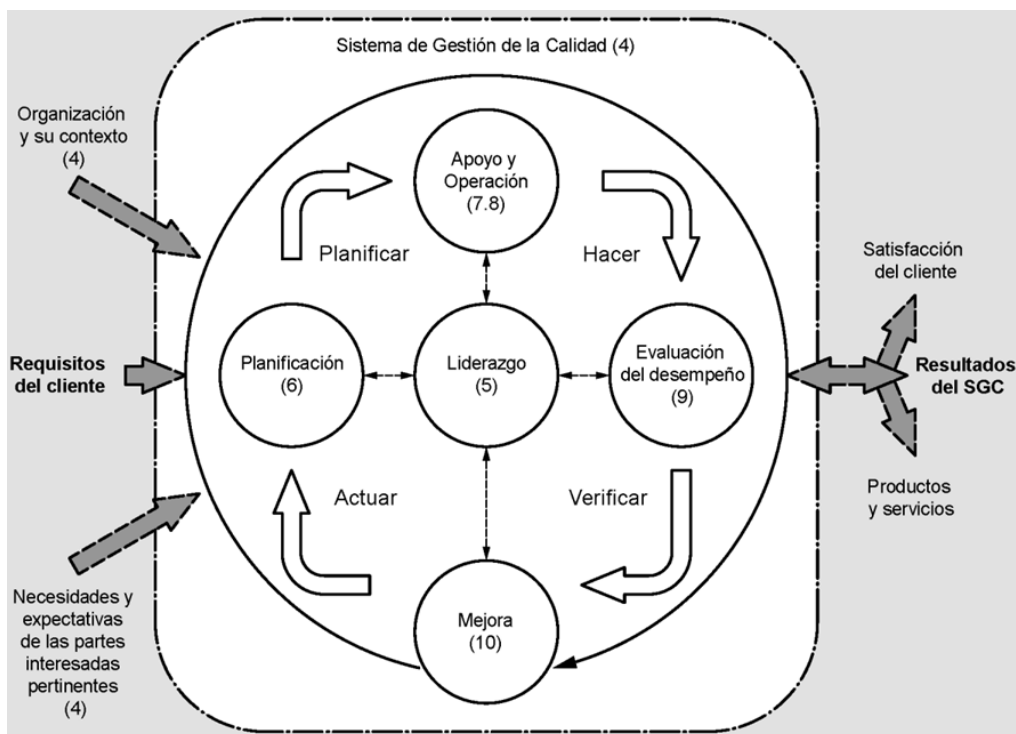 Sistema de Gestión de la Calidad (4)
Organización
y su contexto
(4)
Apoyo y
Operación
(7.8)
Planificar
Hacer
Satisfacción
del cliente
Requisitos
del cliente
Planificación
(6)
Liderazgo
(5)
Evaluación
del desempeño
(9)
Resultados
del SGC
Actuar
Verificar
Productos
y servicios
Necesidades y
expectativas
de las partes
interesadas
pertinentes
(4)
Mejora
(10)